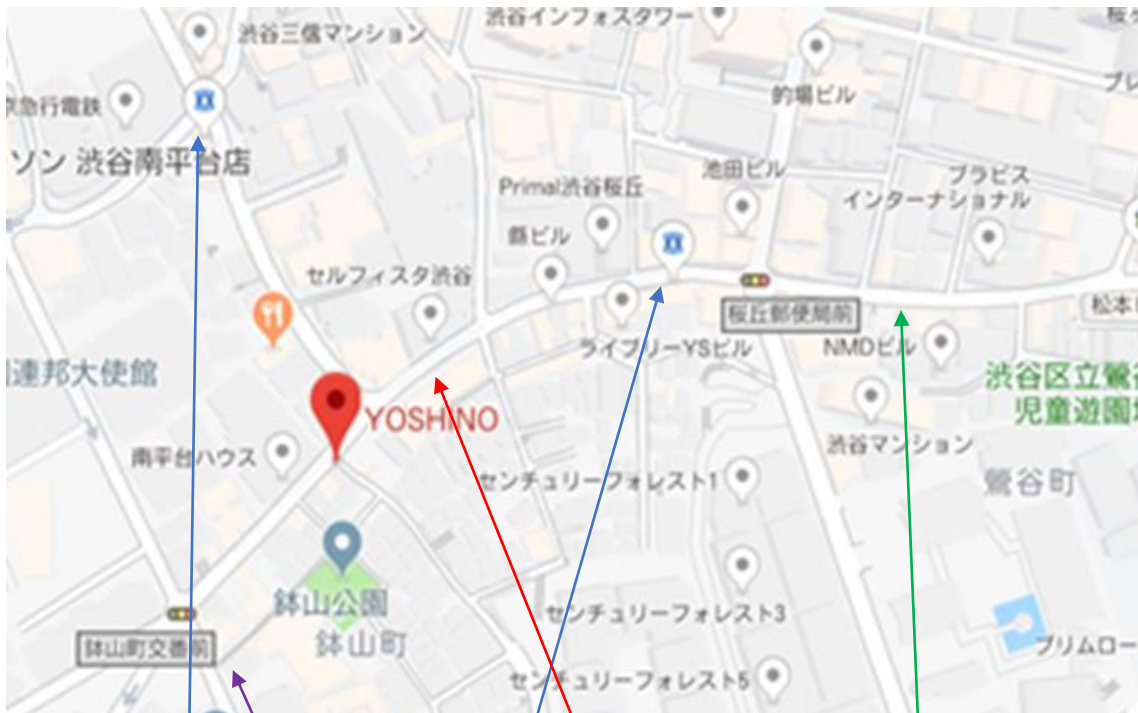 渋谷三信マンション
渋谷インフォスタワー
急行電鉄
的場ビル
ソン 渋谷南平台店
Primal渋谷桜丘
池田ビル
ブラビス
インターナショナル
縣ビル
セルフィスタ渋谷
桜丘郵便局前
松本
ライブリーYSビル
NMDビル
連邦大使館
渋谷区立鶯
児童遊園
YOSHINO
渋谷マンション
南平台ハウス
センチュリーフォレスト1
鶯谷町
鉢山公園
センチュリーフォレスト3
鉢山町
鉢山町交番前
プリムロー
センチュリーフォレスト5